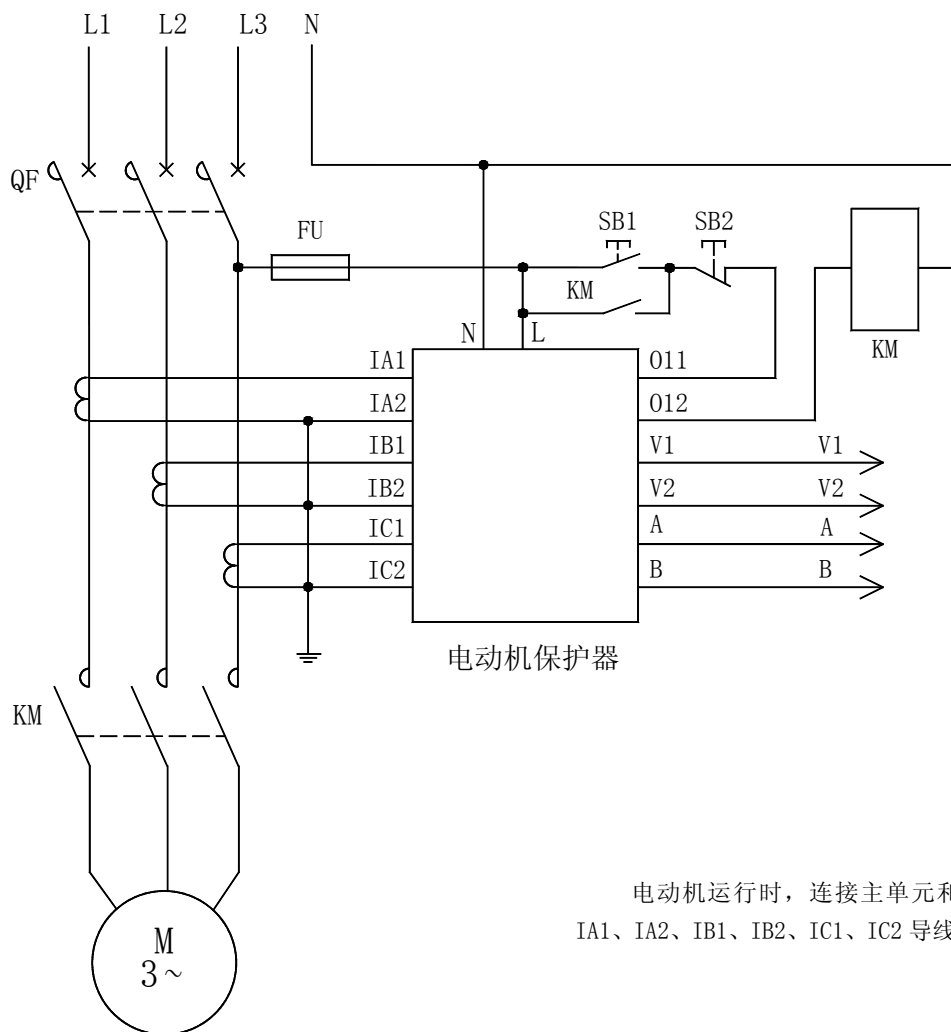 L1 L2 L3 N
QF
FU
SB1 SB2
KM
KM
N L
IA1
IA2
IB1
IB2
IC1
IC2
O11
O12
V1 V1
V2 V2
A A
B B
电动机保护器
KM
M
3~
电动机运行时，连接主单元和
IA1、IA2、IB1、IB2、IC1、IC2 导线